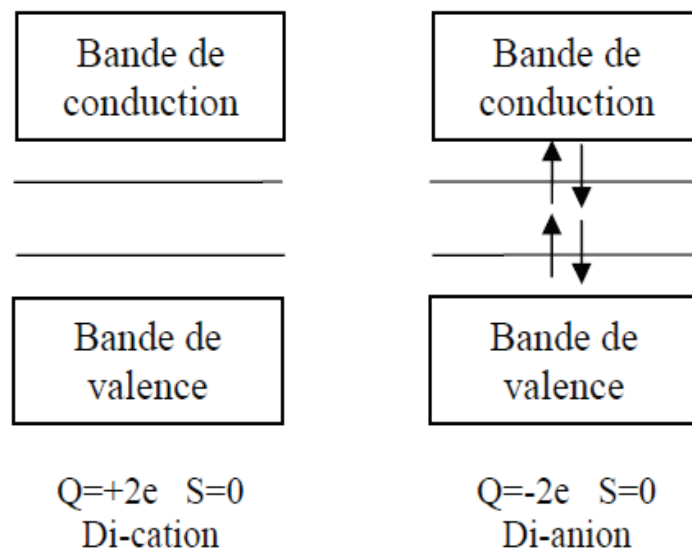 Bande de
conduction
Bande de
conduction
Bande de
valence
Bande de
valence
Q=+2e S=0
Di-cation
Q=-2e S=0
Di-anion